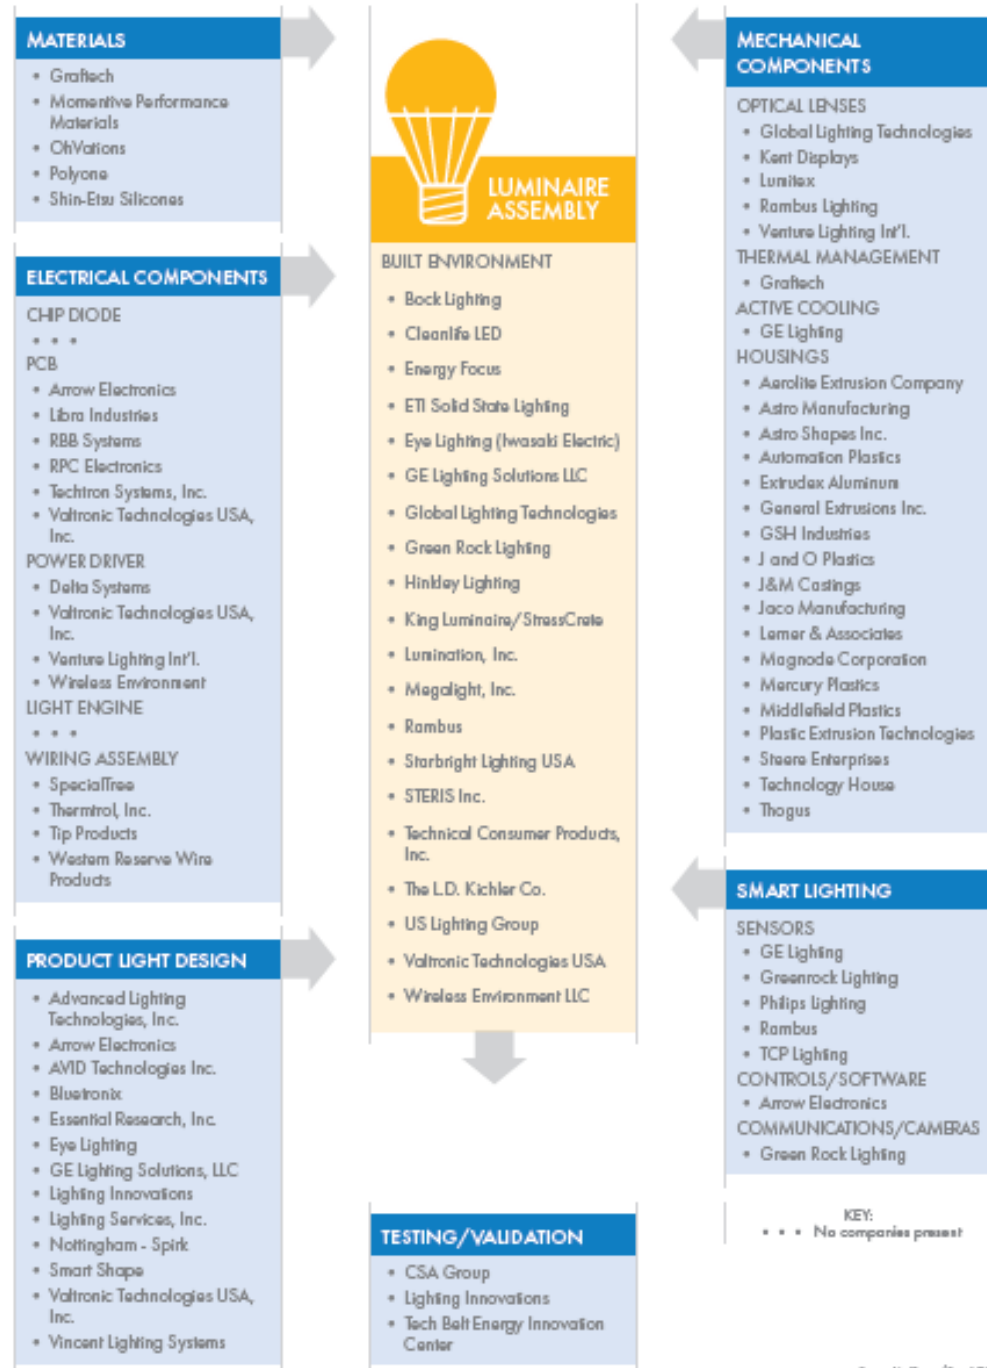 MATERIALS
• Graftech
• Momentive Performance
Materials
• OhVations
• Polyone
• Shin-Etsu Silicones
ELECTRICAL COMPONENTS
CHIP DIODE
• • •
PCB
• Arrow Electronics
• Libra Industries
• RBB Systems
• RPC Electronics
• Techtron Systems, Inc.
• Valtronic Technologies USA,
Inc.
POWER DRIVER
• Delta Systems
• Valtronic Technologies USA,
Inc.
• Venture Lighting Int'l.
• Wireless Environment
LIGHT ENGINE
• • •
WIRING ASSEMBLY
• SpecialTree
• Thermtrol, Inc.
• Tip Products
• Western Reserve Wire
Products
PRODUCT LIGHT DESIGN
• Advanced Lighting
Technologies, Inc.
• Arrow Electronics
• AVID Technologies Inc.
• Bluetronix
• Essential Research, Inc.
• Eye Lighting
• GE Lighting Solutions, LLC
• Lighting Innovations
• Lighting Services, Inc.
• Nottingham - Spirk
• Smart Shape
• Valtronic Technologies USA,
Inc.
• Vincent Lighting Systems
LUMINAIRE
ASSEMBLY
BUILT ENVIRONMENT
• Bock Lighting
• Cleanlife LED
• Energy Focus
• ETI Solid State Lighting
• Eye Lighting (Iwasaki Electric)
• GE Lighting Solutions LLC
• Global Lighting Technologies
• Green Rock Lighting
• Hinkley Lighting
• King Luminaire/StressCrete
• Lumination, Inc.
• Megalight, Inc.
• Rambus
• Starbright Lighting USA
• STERIS Inc.
• Technical Consumer Products,
Inc.
• The L.D. Kichler Co.
• US Lighting Group
• Valtronic Technologies USA
• Wireless Environment LLC
TESTING/VALIDATION
• CSA Group
• Lighting Innovations
• Tech Belt Energy Innovation
Center
MECHANICAL
COMPONENTS
OPTICAL LENSES
• Global Lighting Technologies
• Kent Displays
• Lumitex
• Rambus Lighting
• Venture Lighting Int'l.
THERMAL MANAGEMENT
• Graftech
ACTIVE COOLING
• GE Lighting
HOUSINGS
• Aerolite Extrusion Company
• Astro Manufacturing
• Astro Shapes Inc.
• Automation Plastics
• Extrudex Aluminum
• General Extrusions Inc.
• GSH Industries
• J and O Plastics
• J&M Castings
• Jaco Manufacturing
• Lerner & Associates
• Magnode Corporation
• Mercury Plastics
• Middlefield Plastics
• Plastic Extrusion Technologies
• Steere Enterprises
• Technology House
• Thogus
SMART LIGHTING
SENSORS
• GE Lighting
• Greenrock Lighting
• Philips Lighting
• Rambus
• TCP Lighting
CONTROLS/SOFTWARE
• Arrow Electronics
COMMUNICATIONS/CAMERAS
• Green Rock Lighting
KEY:
• • • No companies present